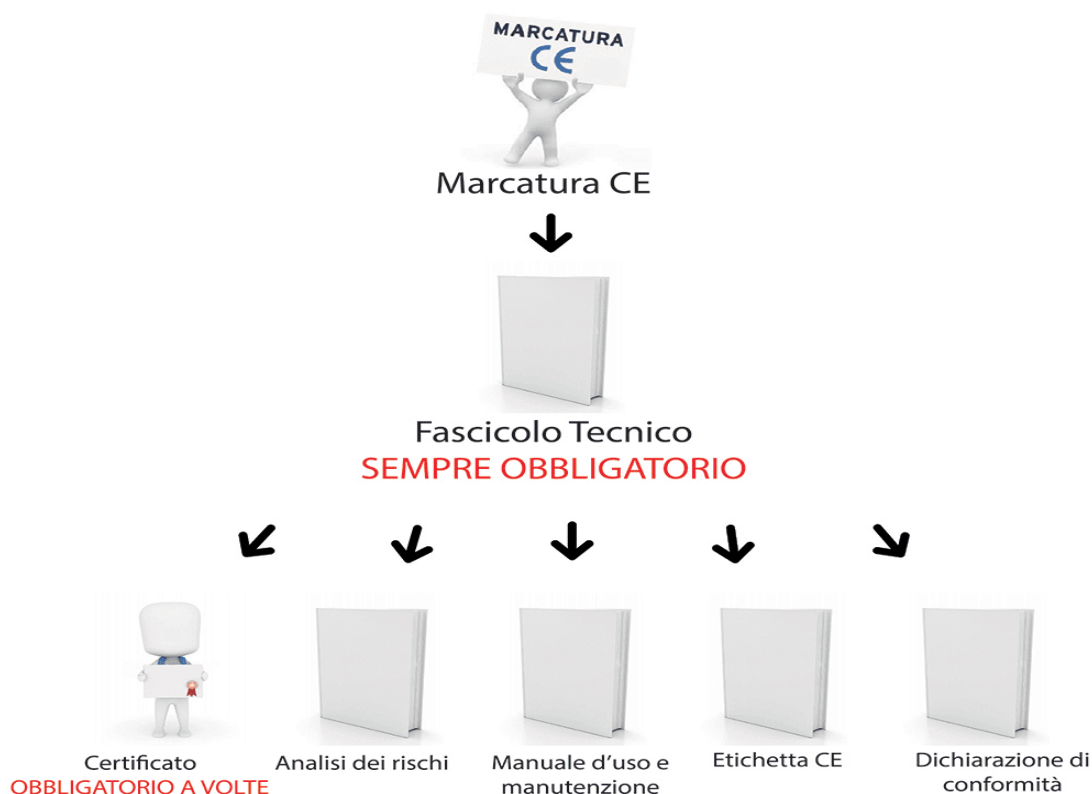 MARCATURA
CE
Marcatura CE
Fascicolo Tecnico
SEMPRE OBBLIGATORIO
Certificato
OBBLIGATORIO A VOLTE
Analisi dei rischi
Manuale d'uso e
manutenzione
Etichetta CE
Dichiarazione di
conformità